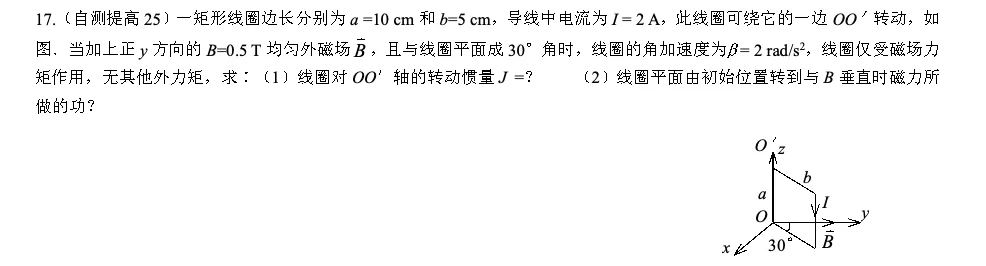 17.（自测提高 25）一矩形线圈边长分别为 a =10 cm 和 b=5 cm，导线中电流为 I = 2 A，此线圈可绕它的一边 OO′ 转动，如
图．当加上正 y 方向的 B=0.5 T 均匀外磁场 B⃗，且与线圈平面成 30°角时，线圈的角加速度为β= 2 rad/s²，线圈仅受磁场力
矩作用，无其他外力矩，求：（1）线圈对 OO′ 轴的转动惯量 J =？ （2）线圈平面由初始位置转到与 B 垂直时磁力所
做的功？
O′ z
b
a
I
O
y
x
30°
B⃗